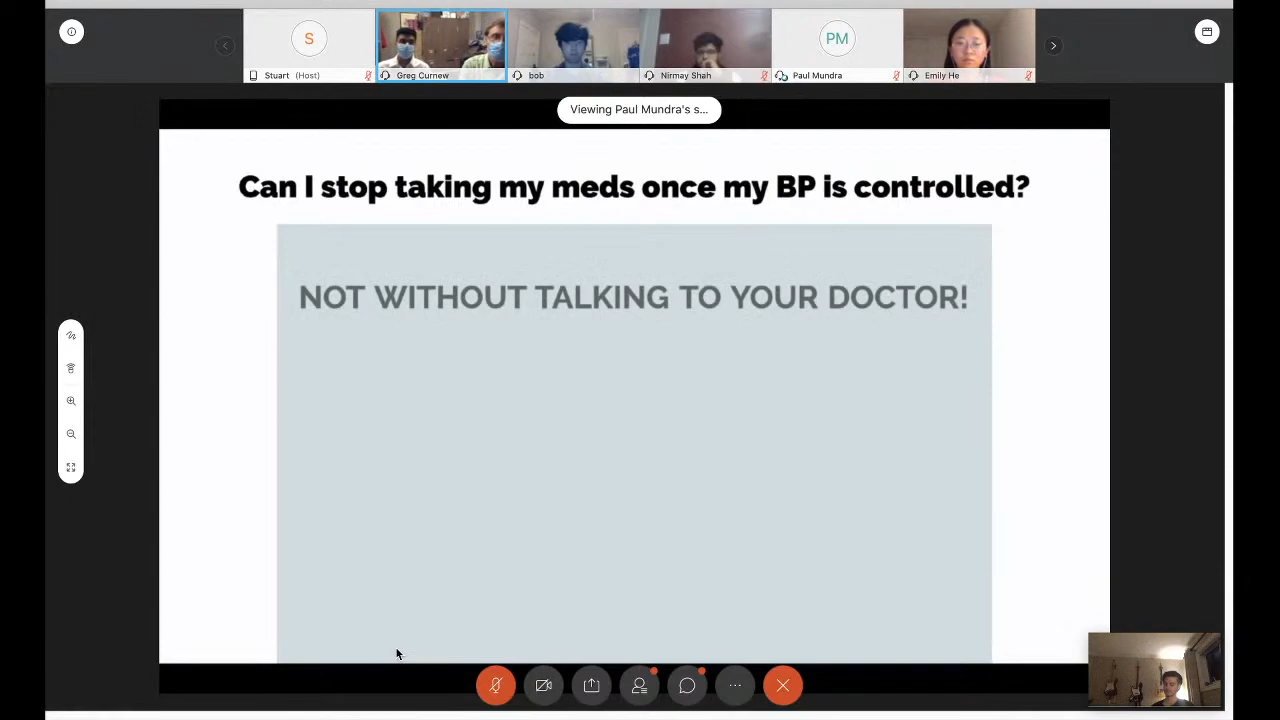 S
PM
Stuart (Host)
Greg Curnew
bob
Nirmay Shah
Paul Mundra
Emily He
Viewing Paul Mundra's s...
Can I stop taking my meds once my BP is controlled?
NOT WITHOUT TALKING TO YOUR DOCTOR!